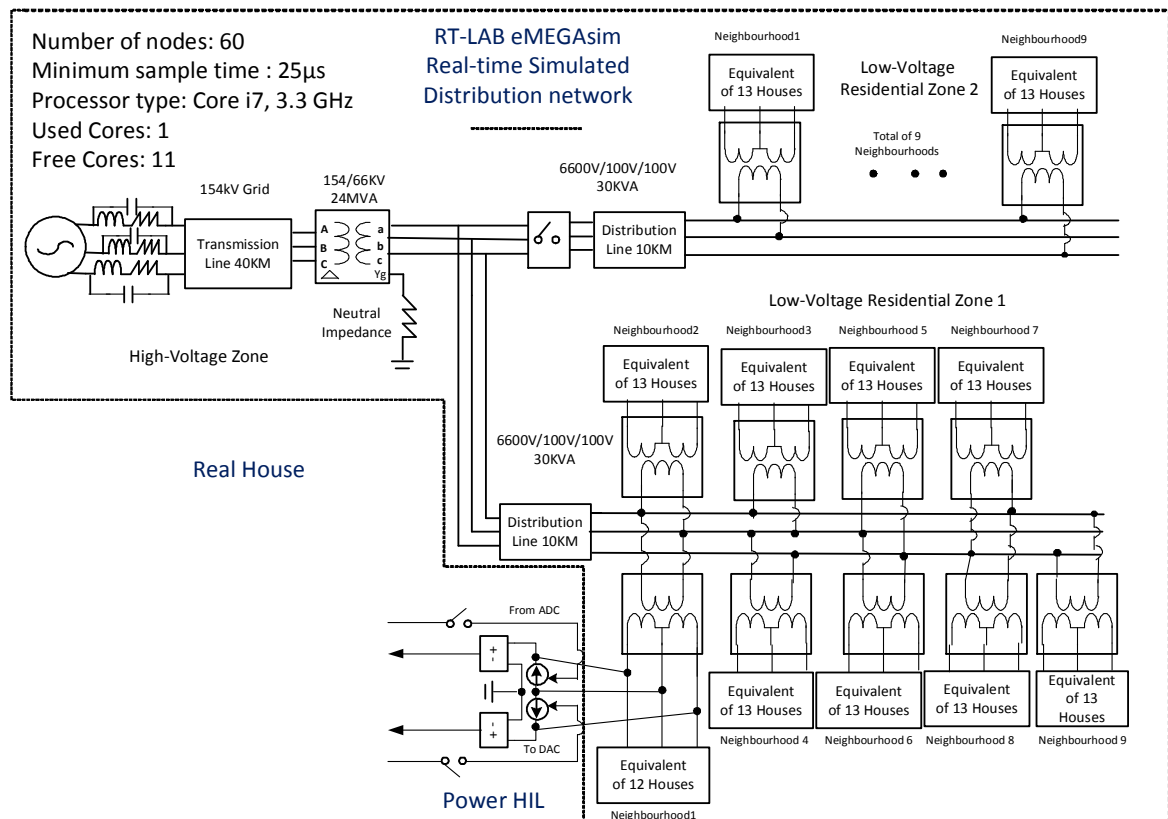 Number of nodes: 60
Minimum sample time : 25µs
Processor type: Core i7, 3.3 GHz
Used Cores: 1
Free Cores: 11
RT-LAB eMEGAsim
Real-time Simulated
Distribution network
Neighbourhood1
Equivalent
of 13 Houses
Low-Voltage
Residential Zone 2
Total of 9
Neighbourhoods
Neighbourhood9
Equivalent
of 13 Houses
154kV Grid
Transmission
Line 40KM
154/66KV
24MVA
A
B
C
a
b
c
Yg
Neutral
Impedance
High-Voltage Zone
6600V/100V/100V
30KVA
Distribution
Line 10KM
Low-Voltage Residential Zone 1
Neighbourhood2
Equivalent
of 13 Houses
Neighbourhood3
Equivalent
of 13 Houses
Neighbourhood 5
Equivalent
of 13 Houses
Neighbourhood 7
Equivalent
of 13 Houses
6600V/100V/100V
30KVA
Distribution
Line 10KM
Real House
From ADC
+
-
-
+
To DAC
Power HIL
Equivalent
of 12 Houses
Neighbourhood1
Equivalent
of 13 Houses
Neighbourhood 4
Equivalent
of 13 Houses
Neighbourhood 6
Equivalent
of 13 Houses
Neighbourhood 8
Equivalent
of 13
Houses
Neighbourhood 9